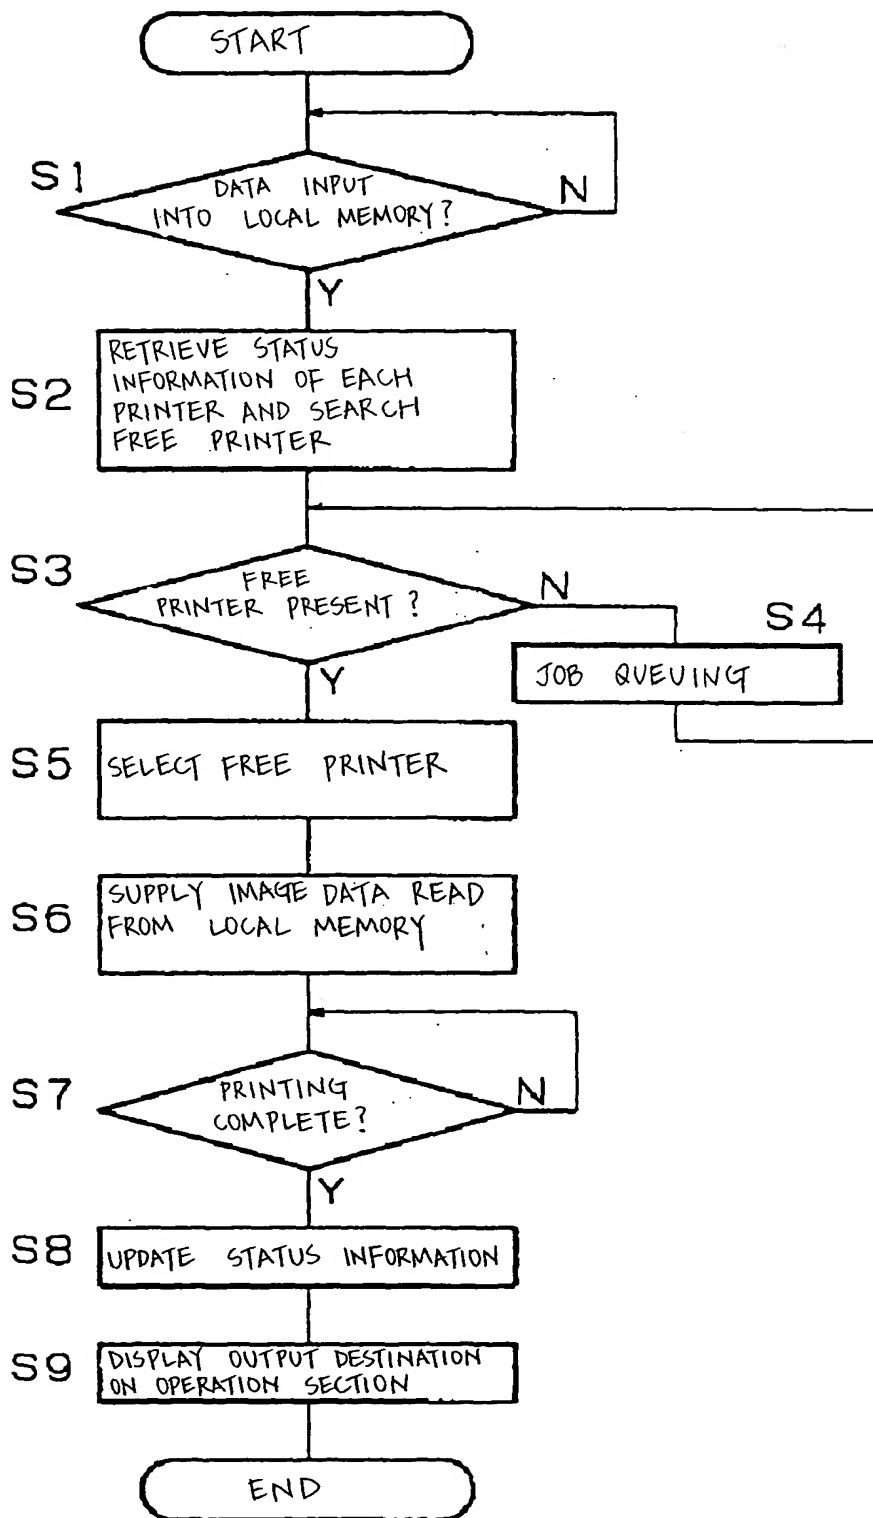 START
S1
DATA INPUT
INTO LOCAL MEMORY?
N
Y
S2
RETRIEVE STATUS
INFORMATION OF EACH
PRINTER AND SEARCH
FREE PRINTER
S3
FREE
PRINTER PRESENT?
N
S4
JOB QUEUING
Y
S5
SELECT FREE PRINTER
S6
SUPPLY IMAGE DATA READ
FROM LOCAL MEMORY
S7
PRINTING
COMPLETE?
N
Y
S8
UPDATE STATUS INFORMATION
S9
DISPLAY OUTPUT DESTINATION
ON OPERATION SECTION
END